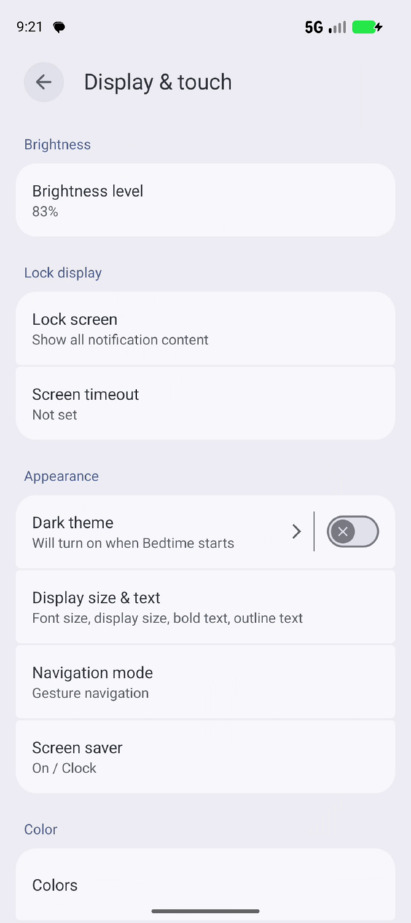 9:21
5G
Display & touch
Brightness
Brightness level
83%
Lock display
Lock screen
Show all notification content
Screen timeout
Not set
Appearance
Dark theme
Will turn on when Bedtime starts
Display size & text
Font size, display size, bold text, outline text
Navigation mode
Gesture navigation
Screen saver
On / Clock
Color
Colors